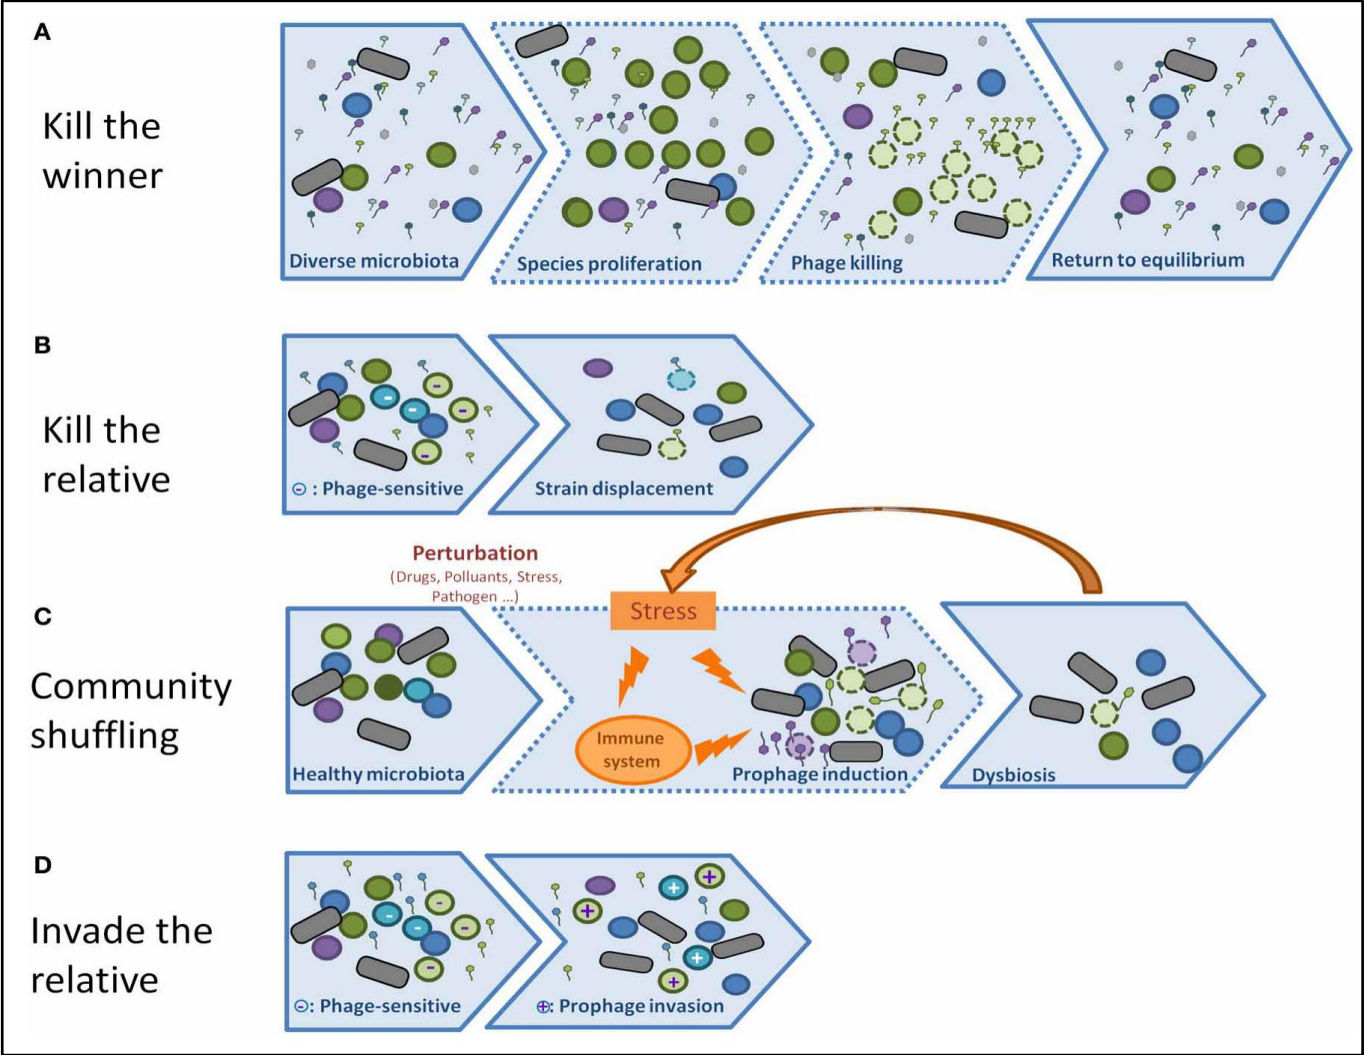 A
Kill the
winner
Diverse microbiota
Species proliferation
Phage killing
Return to equilibrium
B
Kill the
relative
⊖ : Phage-sensitive
Strain displacement
Perturbation
(Drugs, Polluants, Stress,
Pathogen ...)
C
Community
shuffling
Stress
Immune
system
Healthy microbiota
Prophage induction
Dysbiosis
D
Invade the
relative
⊖: Phage-sensitive
⊕: Prophage invasion